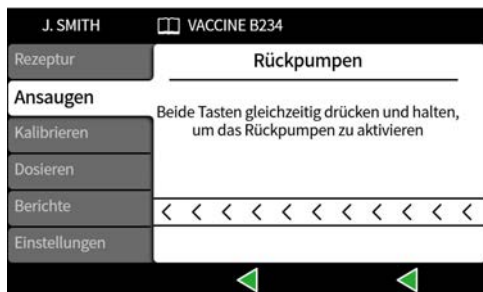 J. SMITH
VACCINE B234
Rezeptur
Ansaugen
Kalibrieren
Dosieren
Berichte
Einstellungen
Rückpumpen
Beide Tasten gleichzeitig drücken und halten,
um das Rückpumpen zu aktivieren